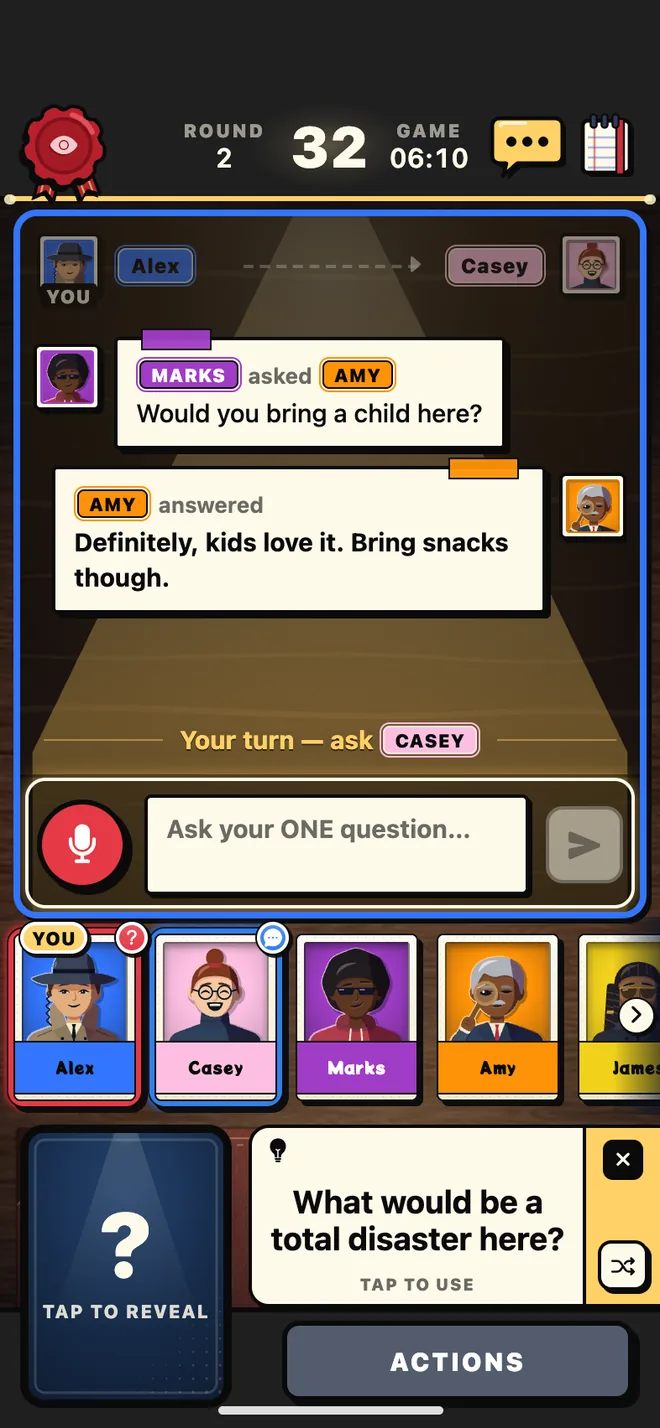 ROUND
2
32
GAME
06:10
Alex
Casey
YOU
MARKS asked AMY
Would you bring a child here?
AMY answered
Definitely, kids love it. Bring snacks
though.
Your turn — ask CASEY
Ask your ONE question...
YOU
?
Alex
Casey
Marks
Amy
James
?
TAP TO REVEAL
What would be a
total disaster here?
TAP TO USE
ACTIONS